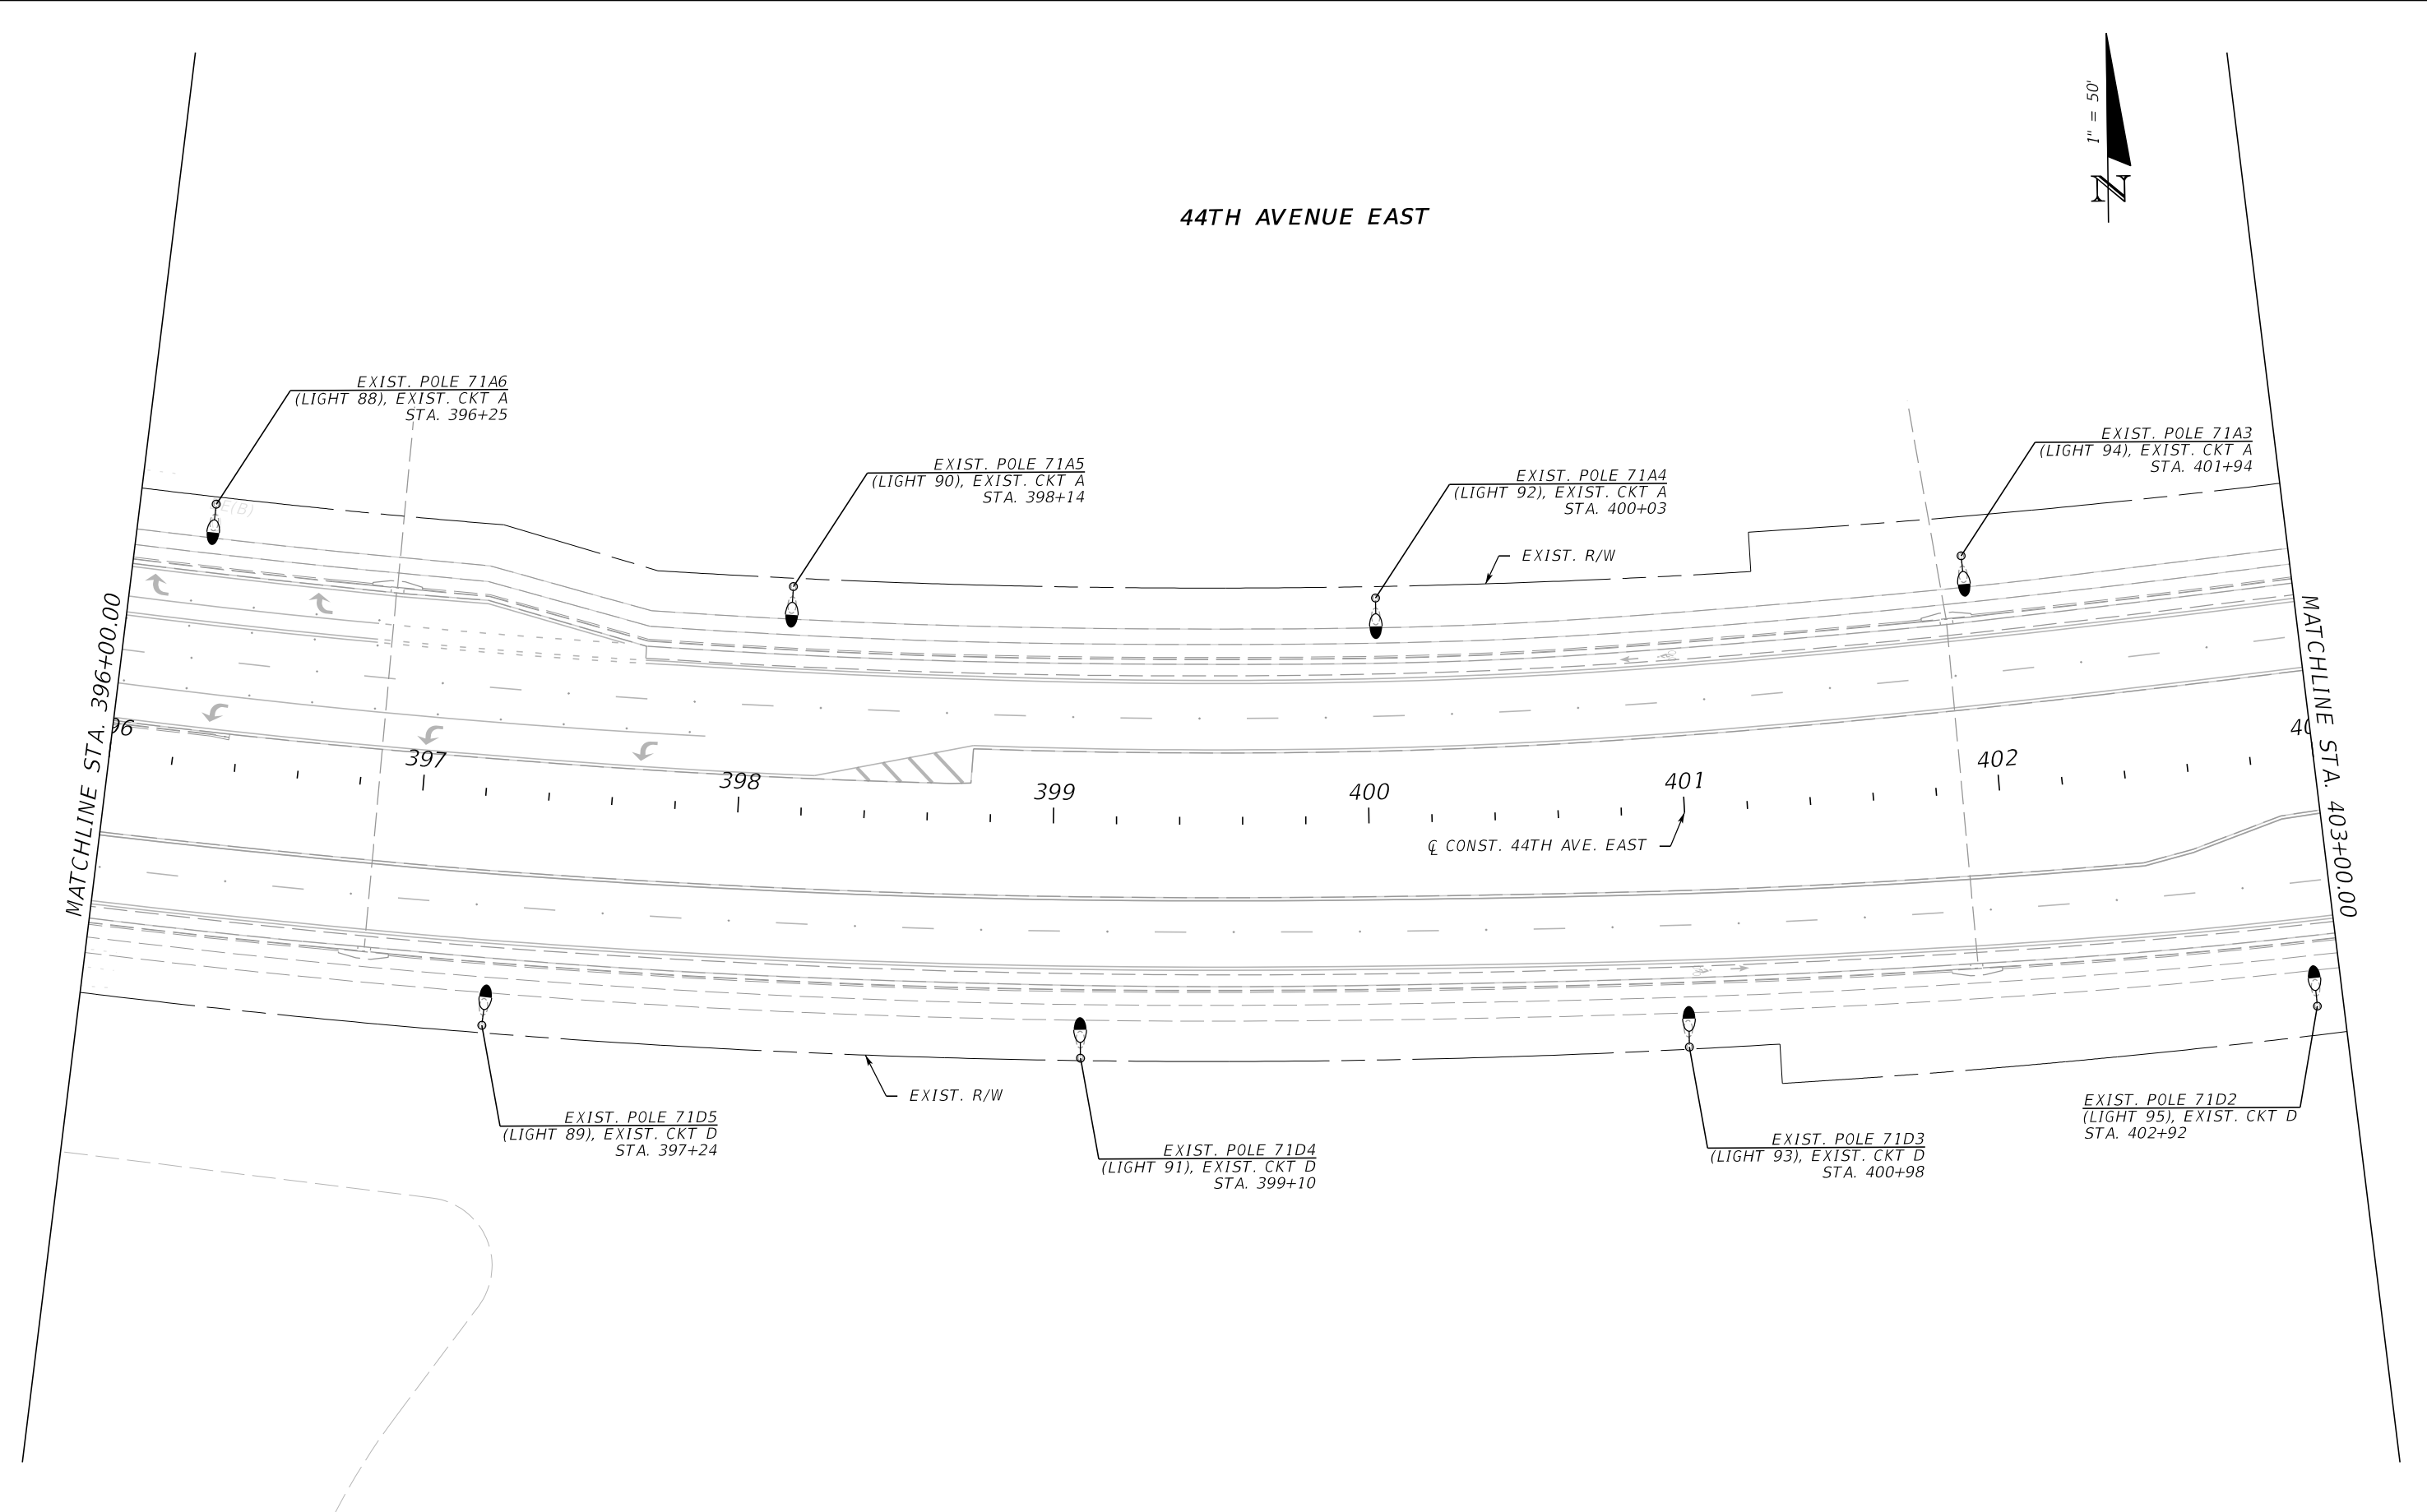 1" = 50'
N
44TH AVENUE EAST
EXIST. POLE 71A6
(LIGHT 88), EXIST. CKT A
STA. 396+25
EXIST. POLE 71A5
(LIGHT 90), EXIST. CKT A
STA. 398+14
EXIST. POLE 71A4
(LIGHT 92), EXIST. CKT A
STA. 400+03
EXIST. POLE 71A3
(LIGHT 94), EXIST. CKT A
STA. 401+94
E(B)
EXIST. R/W
MATCHLINE STA. 396+00.00
MATCHLINE STA. 403+00.00
96
397
398
399
400
401
402
40
℄ CONST. 44TH AVE. EAST
EXIST. R/W
EXIST. POLE 71D5
(LIGHT 89), EXIST. CKT D
STA. 397+24
EXIST. POLE 71D4
(LIGHT 91), EXIST. CKT D
STA. 399+10
EXIST. POLE 71D3
(LIGHT 93), EXIST. CKT D
STA. 400+98
EXIST. POLE 71D2
(LIGHT 95), EXIST. CKT D
STA. 402+92